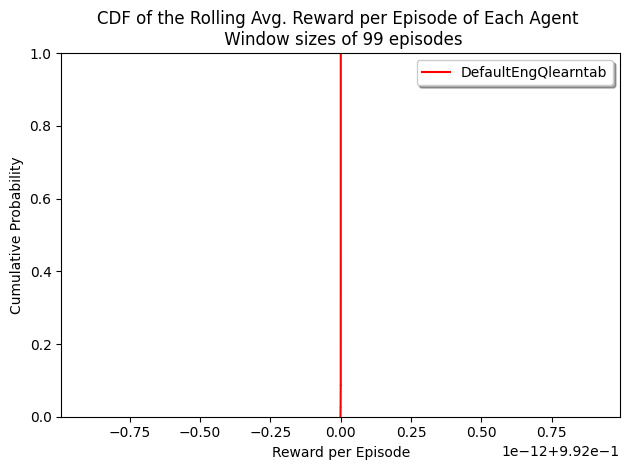 CDF of the Rolling Avg. Reward per Episode of Each Agent
Window sizes of 99 episodes
DefaultEngQlearntab
Cumulative Probability
1.0
0.8
0.6
0.4
0.2
0.0
−0.75
−0.50
−0.25
0.00
0.25
0.50
0.75
Reward per Episode
1e−12+9.92e−1